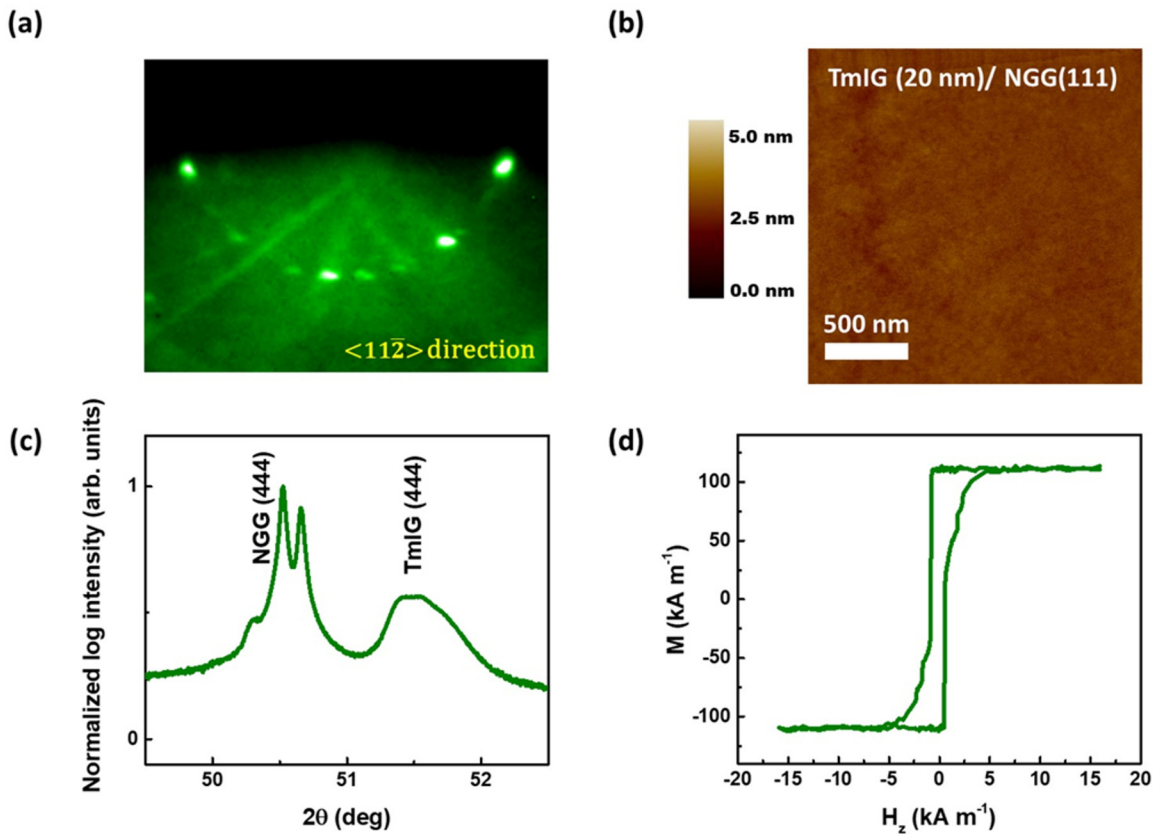 (a)
<112̅> direction
(b)
TmIG (20 nm)/ NGG(111)
5.0 nm
2.5 nm
0.0 nm
500 nm
(c)
Normalized log intensity (arb. units)
1
0
NGG (444)
TmIG (444)
50
51
52
2θ (deg)
(d)
M (kA m⁻¹)
100
50
0
-50
-100
-20
-15
-10
-5
0
5
10
15
20
H_z (kA m⁻¹)